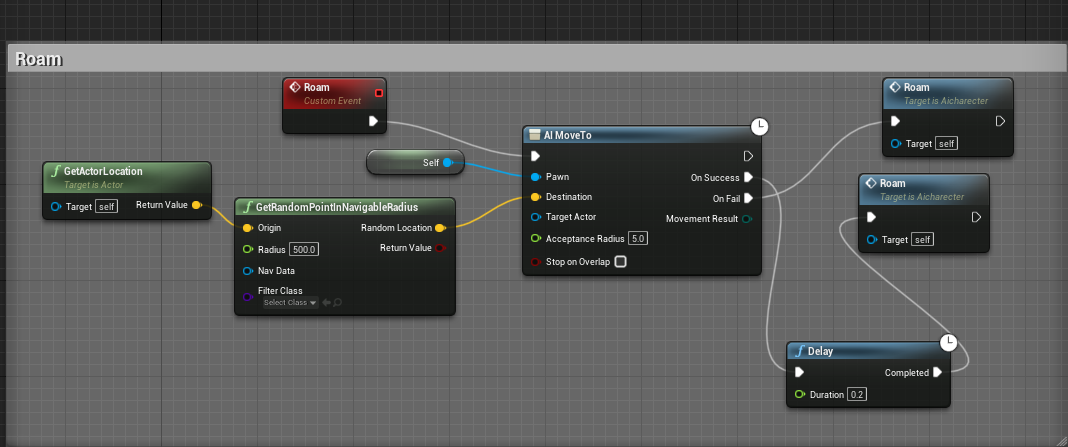 Roam
Roam
Custom Event
Roam
Target is Aicharecter
Target self
AI MoveTo
Self
Pawn
On Success
Destination
On Fail
Target Actor
Movement Result
Acceptance Radius 5.0
Stop on Overlap
GetActorLocation
Target is Actor
Target self
Return Value
GetRandomPointInNavigableRadius
Origin
Random Location
Radius 500.0
Return Value
Nav Data
Filter Class
Select Class
Roam
Target is Aicharecter
Target self
Delay
Completed
Duration 0.2